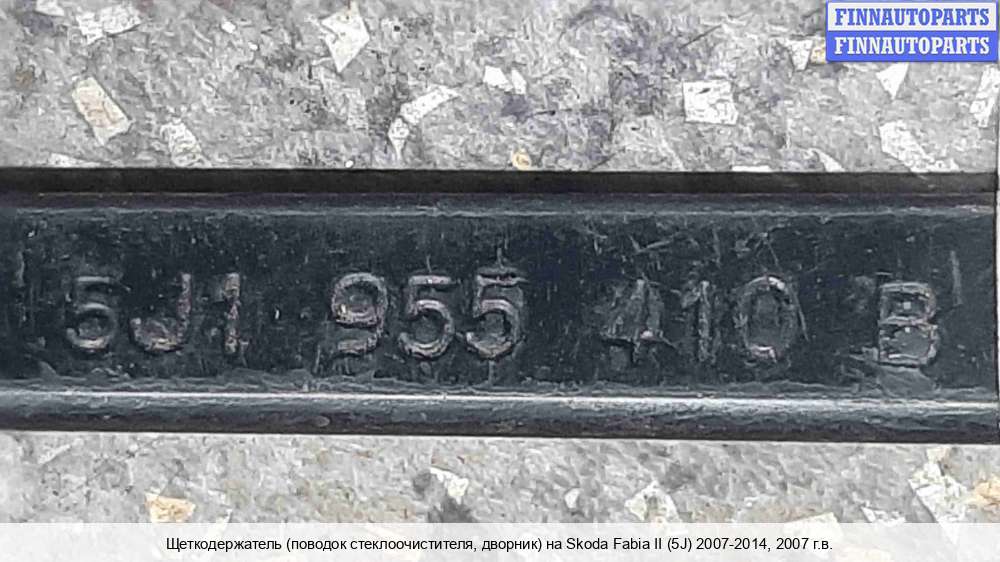 FINNAUTOPARTS
FINNAUTOPARTS
5J1 955 410 B
Щеткодержатель (поводок стеклоочистителя, дворник) на Skoda Fabia II (5J) 2007-2014, 2007 г.в.